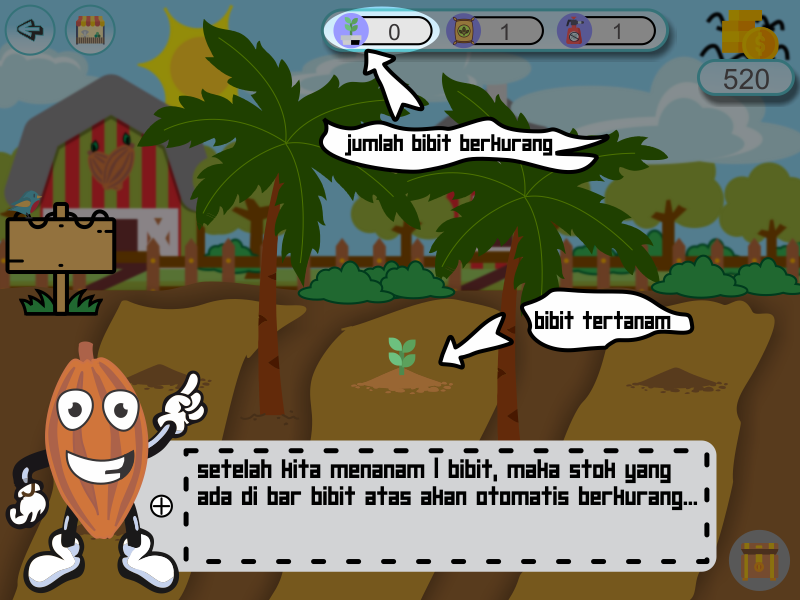 0
1
1
520
jumlah bibit berkurang
bibit tertanam
setelah kita menanam 1 bibit, maka stok yang
ada di bar bibit atas akan otomatis berkurang...